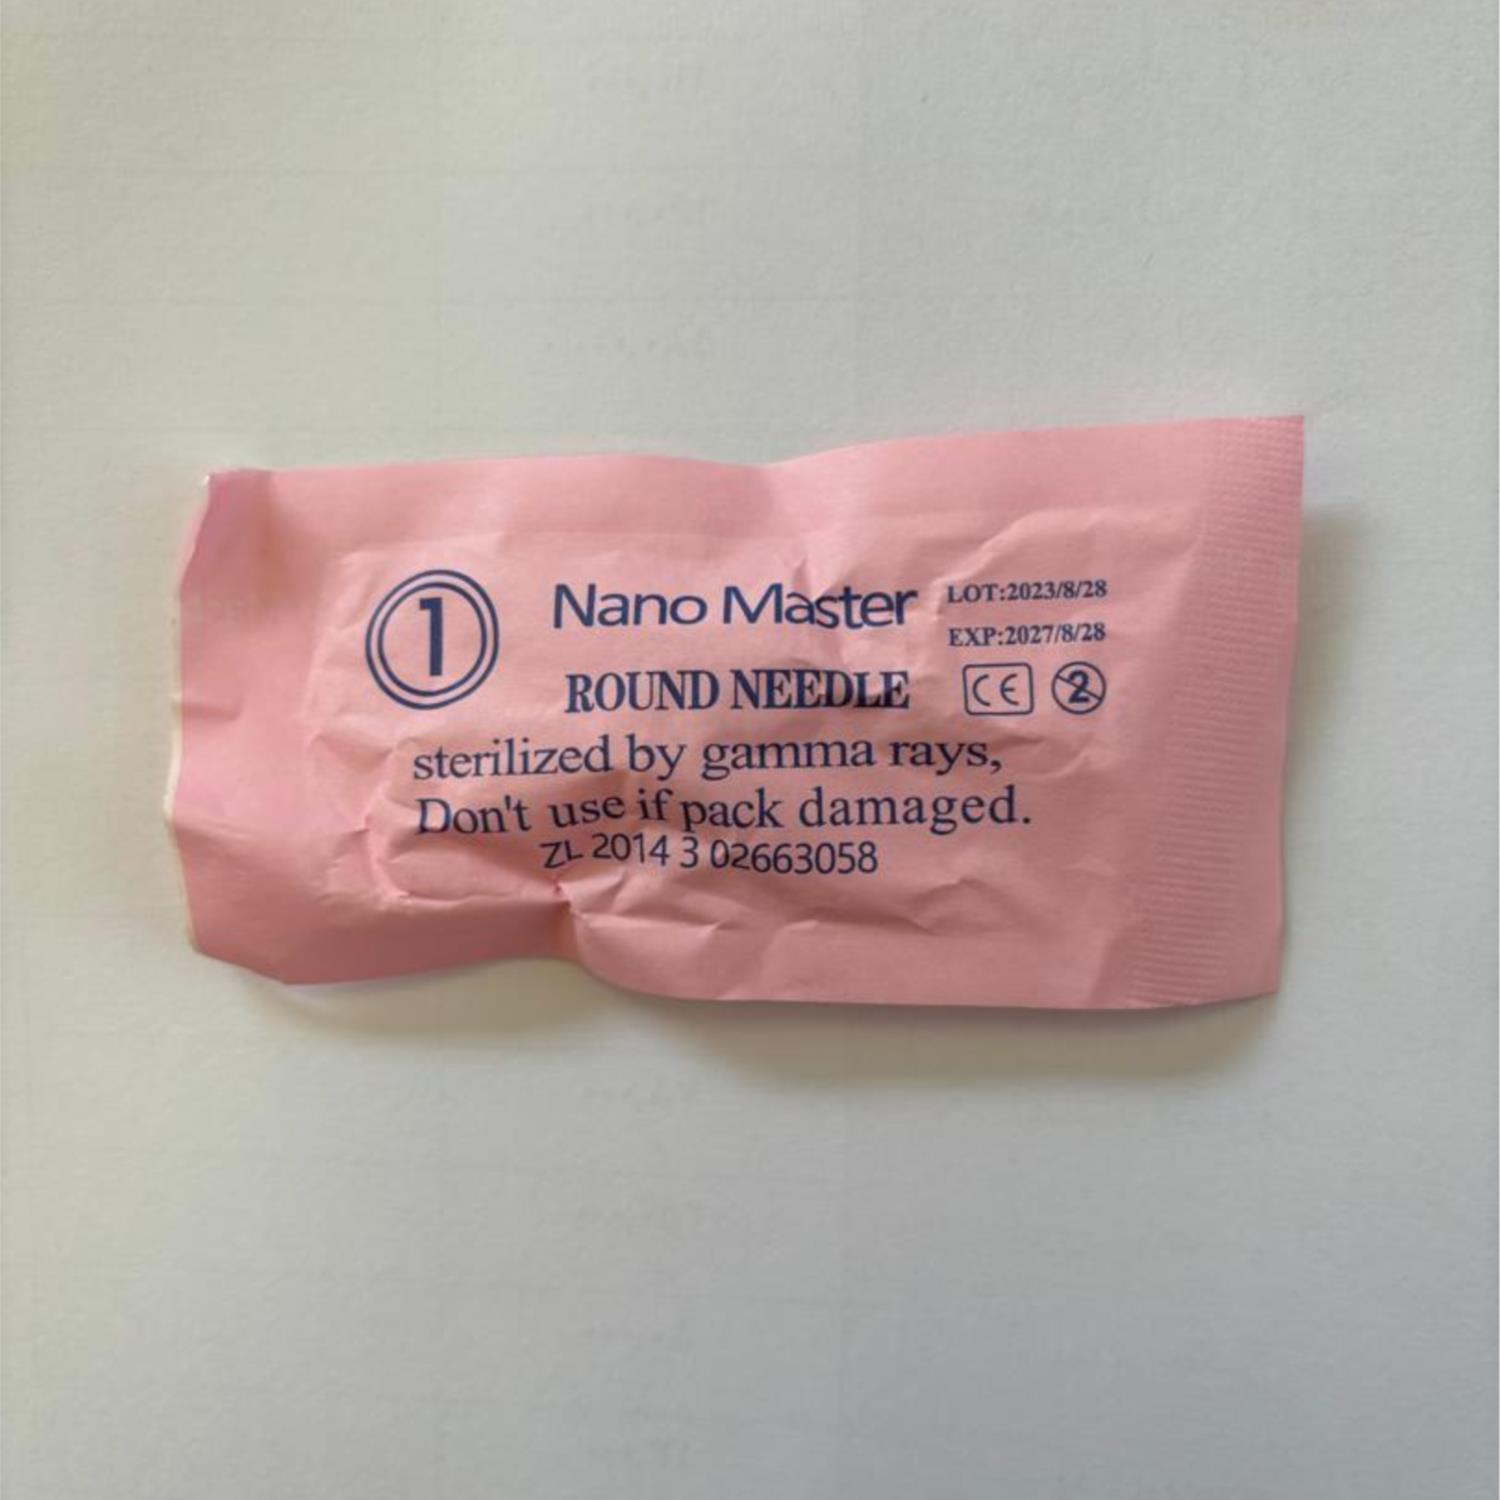 1
Nano Master
LOT:2023/8/28
EXP:2027/8/28
ROUND NEEDLE
CE
2
sterilized by gamma rays,
Don't use if pack damaged.
ZL 2014 3 02663058